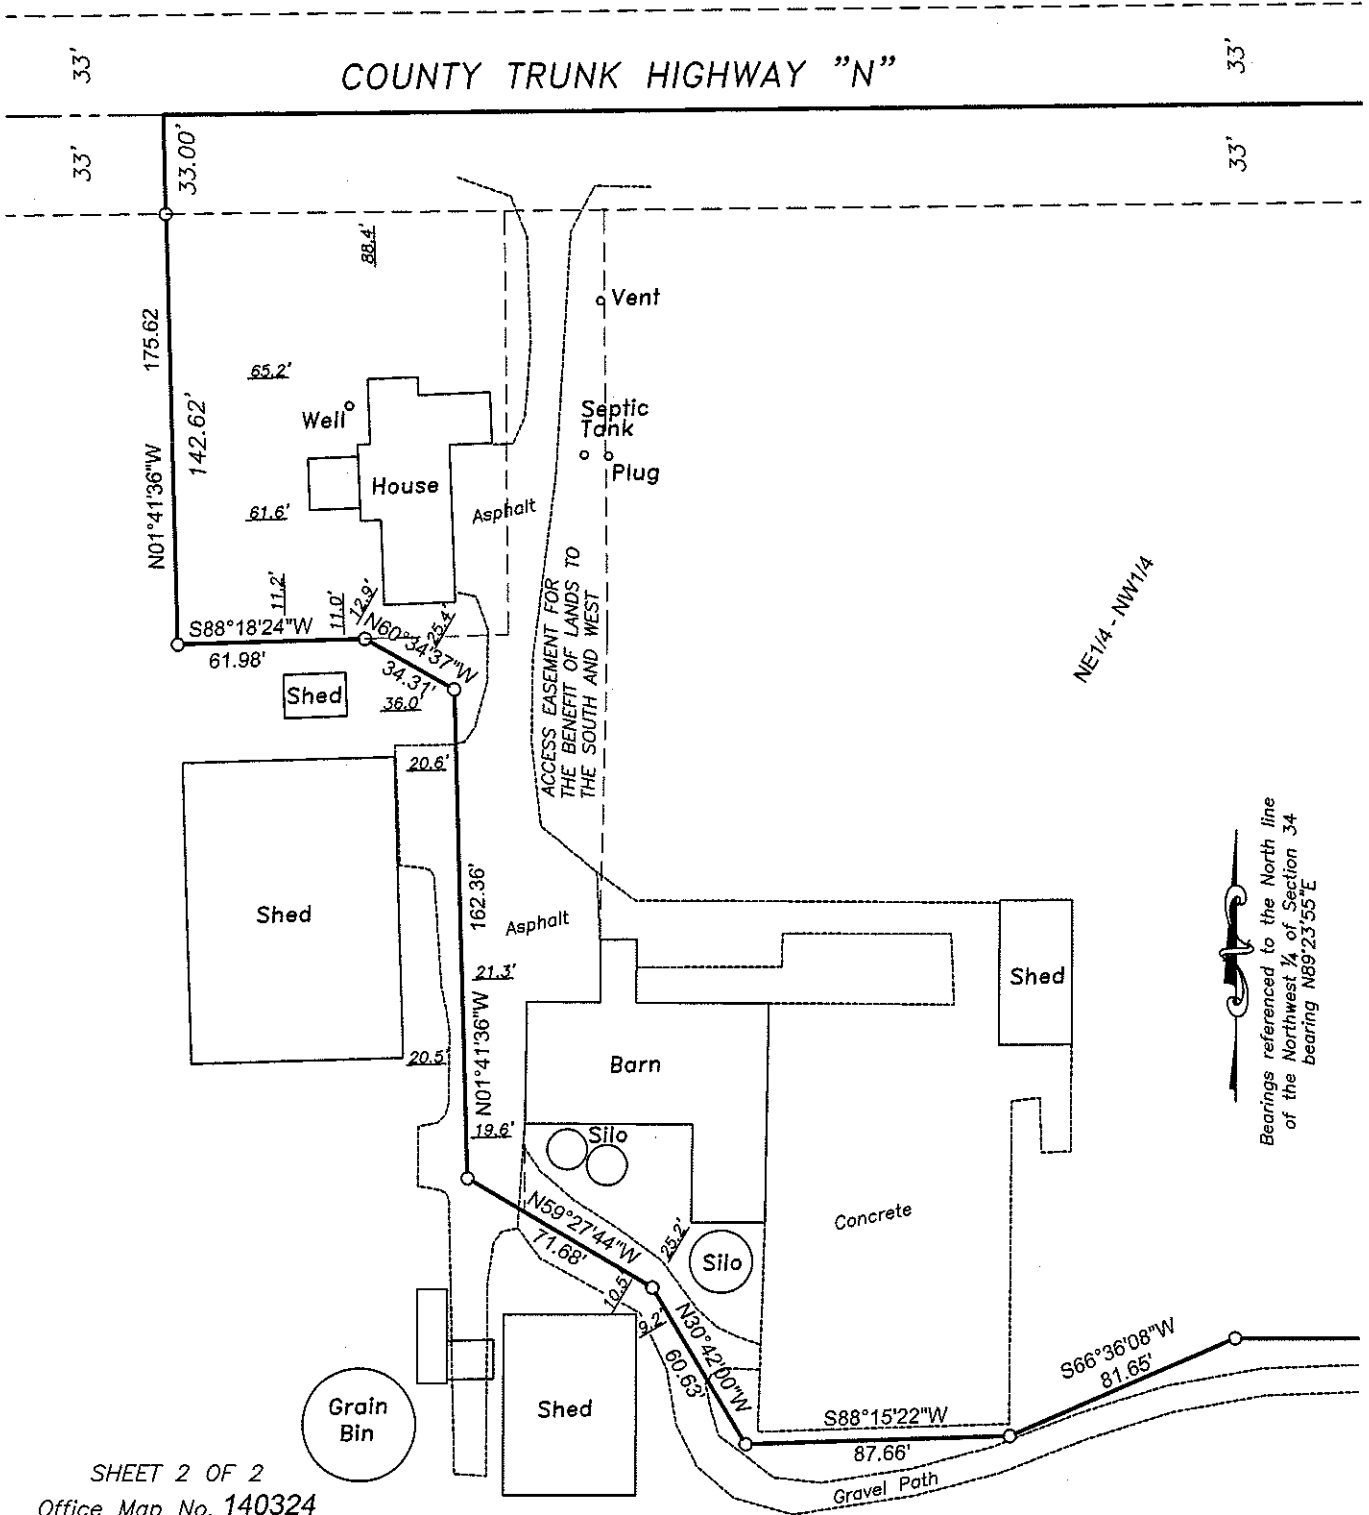 33'
COUNTY TRUNK HIGHWAY "N"
33'
33'
33.00'
33'
88.4'
Vent
175.62
65.2'
142.62'
Well
Septic
Tank
Plug
House
N01°41'36"W
61.6'
Asphalt
ACCESS EASEMENT FOR
THE BENEFIT OF LANDS TO
THE SOUTH AND WEST
NE1/4 - NW1/4
11.2'
11.0'
12.9'
25.4'
S88°18'24"W
61.98'
N60°34'37"W
34.31'
36.0'
Shed
20.6'
162.36'
Shed
Asphalt
21.3'
N01°41'36"W
20.5'
19.6'
Shed
Barn
Silo
Bearings referenced to the North line
of the Northwest ¼ of Section 34
bearing N89°23'55"E
N59°27'44"W
71.68'
25.2'
Silo
Concrete
10.5'
9.2'
N30°42'00"W
60.63'
S66°36'08"W
81.65'
S88°15'22"W
87.66'
Gravel Path
Grain
Bin
Shed
SHEET 2 OF 2
Office Map No. 140324